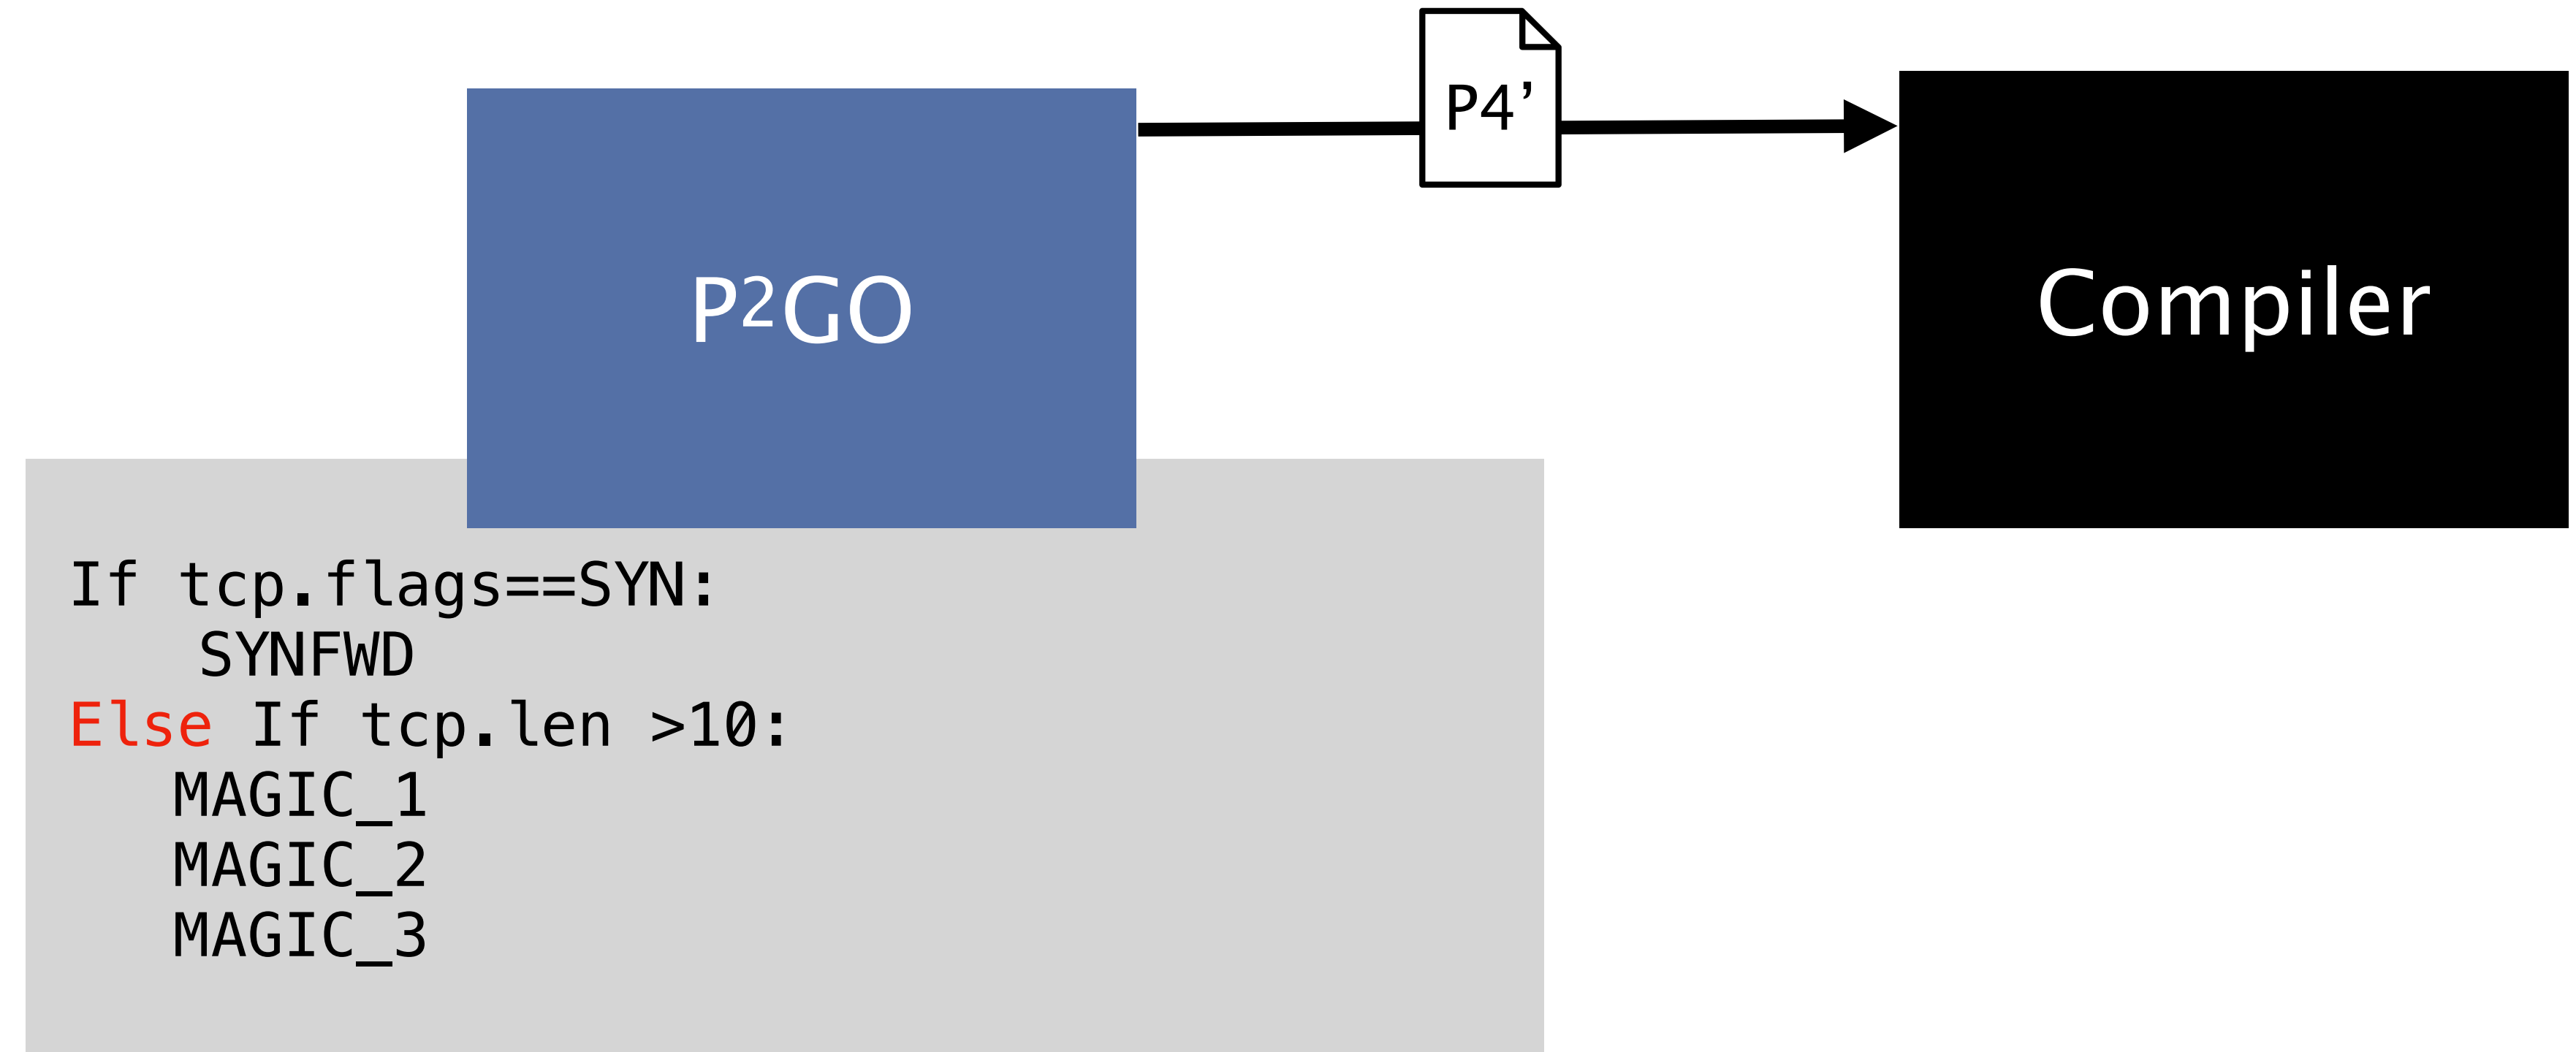 P4’
P²GO
Compiler
If tcp.flags==SYN:
SYNFWD
Else If tcp.len >10:
MAGIC_1
MAGIC_2
MAGIC_3